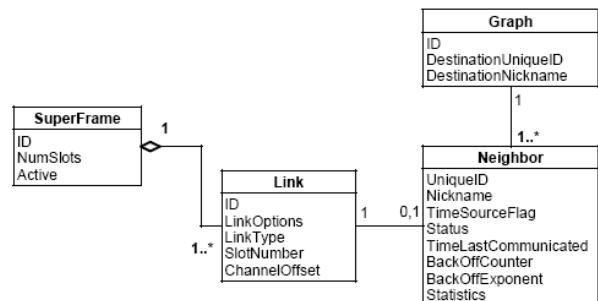 Graph
ID
DestinationUniqueID
DestinationNickname
1
1..*
SuperFrame
ID
NumSlots
Active
1
1..*
Link
ID
LinkOptions
LinkType
SlotNumber
ChannelOffset
1
0,1
Neighbor
UniqueID
Nickname
TimeSourceFlag
Status
TimeLastCommunicated
BackOffCounter
BackOffExponent
Statistics